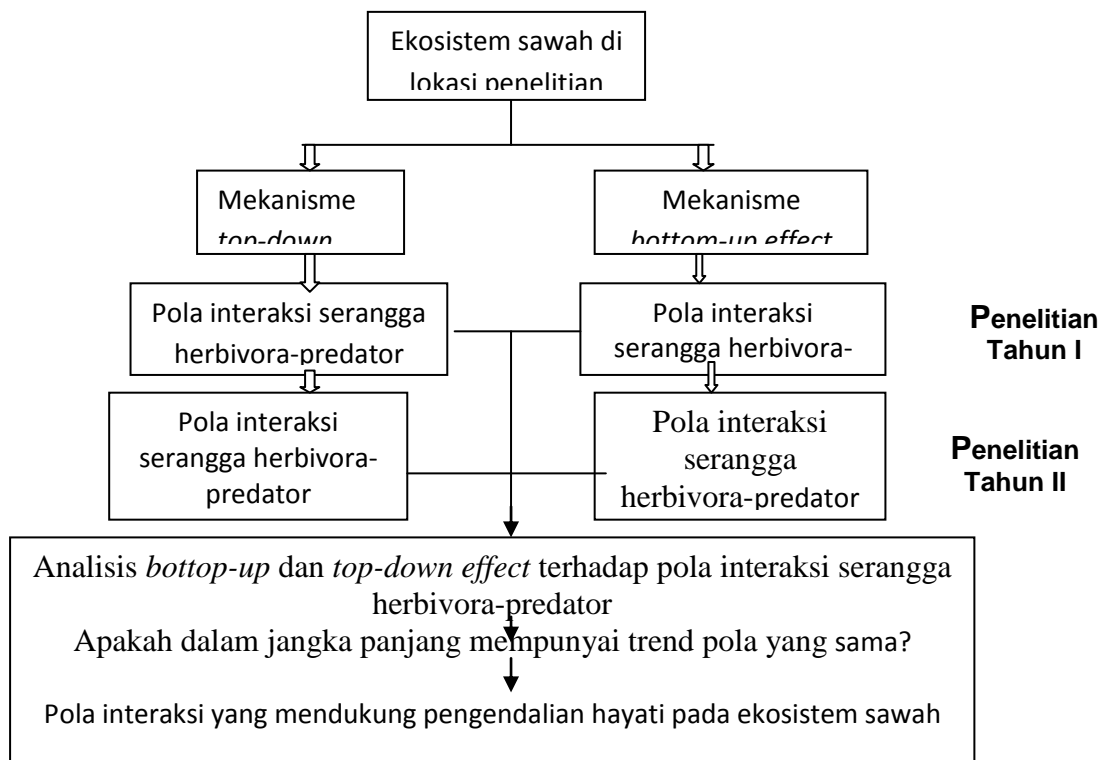 Ekosistem sawah di
lokasi penelitian
Mekanisme
top-down
Mekanisme
bottom-up effect
Pola interaksi serangga
herbivora-predator
Pola interaksi
serangga herbivora-
Penelitian
Tahun I
Pola interaksi
serangga herbivora-
predator
Pola interaksi
serangga
herbivora-predator
Penelitian
Tahun II
Analisis bottop-up dan top-down effect terhadap pola interaksi serangga
herbivora-predator
Apakah dalam jangka panjang mempunyai trend pola yang sama?
Pola interaksi yang mendukung pengendalian hayati pada ekosistem sawah